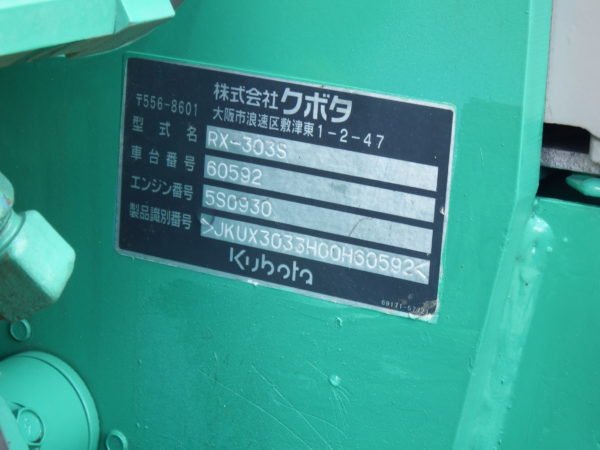 株式会社クボタ
〒556-8601 大阪市浪速区敷津東1-2-47
型式名 RX-303S
車台番号 60592
エンジン番号 5S0930
製品識別番号 >JKUX3033H00H60592<
Kubota